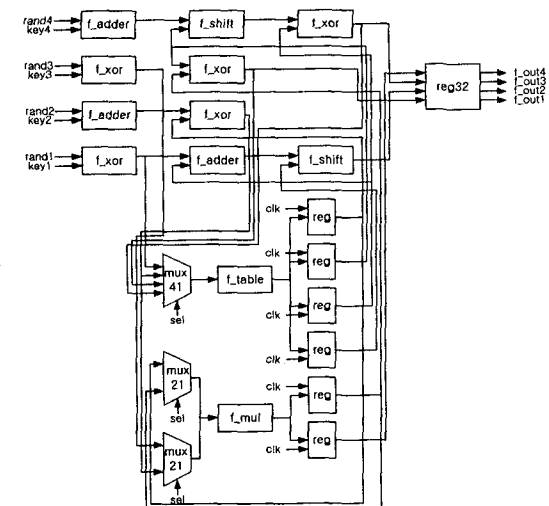 rand4
key4
f_adder
f_shift
f_xor
rand3
key3
f_xor
f_xor
reg32
f_out4
f_out3
f_out2
f_out1
rand2
key2
f_adder
f_xor
rand1
key1
f_xor
f_adder
f_shift
clk
reg
clk
reg
mux
41
f_table
sel
reg
clk
reg
clk
mux
21
sel
clk
reg
f_mul
mux
21
reg
clk
sel